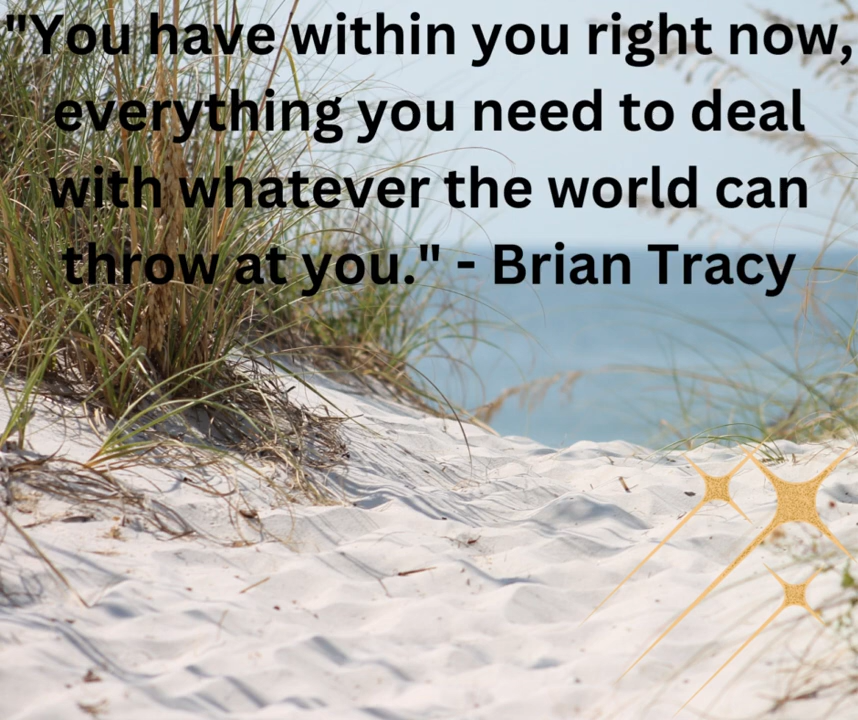 "You have within you right now,
everything you need to deal
with whatever the world can
throw at you." - Brian Tracy